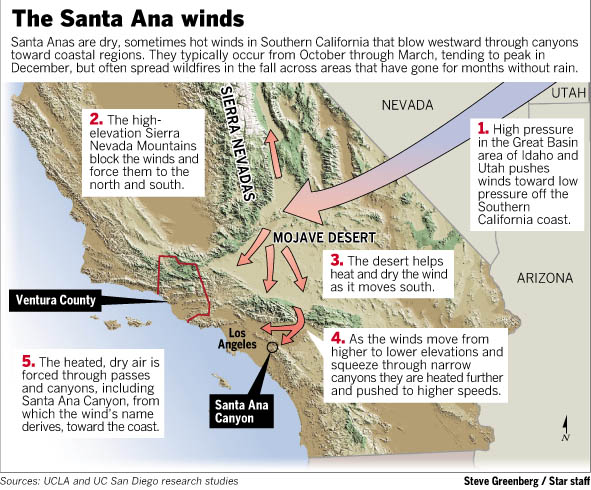 The Santa Ana winds
Santa Anas are dry, sometimes hot winds in Southern California that blow westward through canyons
toward coastal regions. They typically occur from October through March, tending to peak in
December, but often spread wildfires in the fall across areas that have gone for months without rain.
UTAH
NEVADA
SIERRA NEVADAS
1. High pressure
in the Great Basin
area of Idaho and
Utah pushes
winds toward low
pressure off the
Southern
California coast.
2. The high-
elevation Sierra
Nevada Mountains
block the winds and
force them to the
north and south.
MOJAVE DESERT
3. The desert helps
heat and dry the wind
as it moves south.
ARIZONA
Ventura County
Los
Angeles
4. As the winds move from
higher to lower elevations and
squeeze through narrow
canyons they are heated further
and pushed to higher speeds.
5. The heated, dry air is
forced through passes
and canyons, including
Santa Ana Canyon, from
which the wind's name
derives, toward the coast.
Santa Ana
Canyon
N
Sources: UCLA and UC San Diego research studies
Steve Greenberg / Star staff